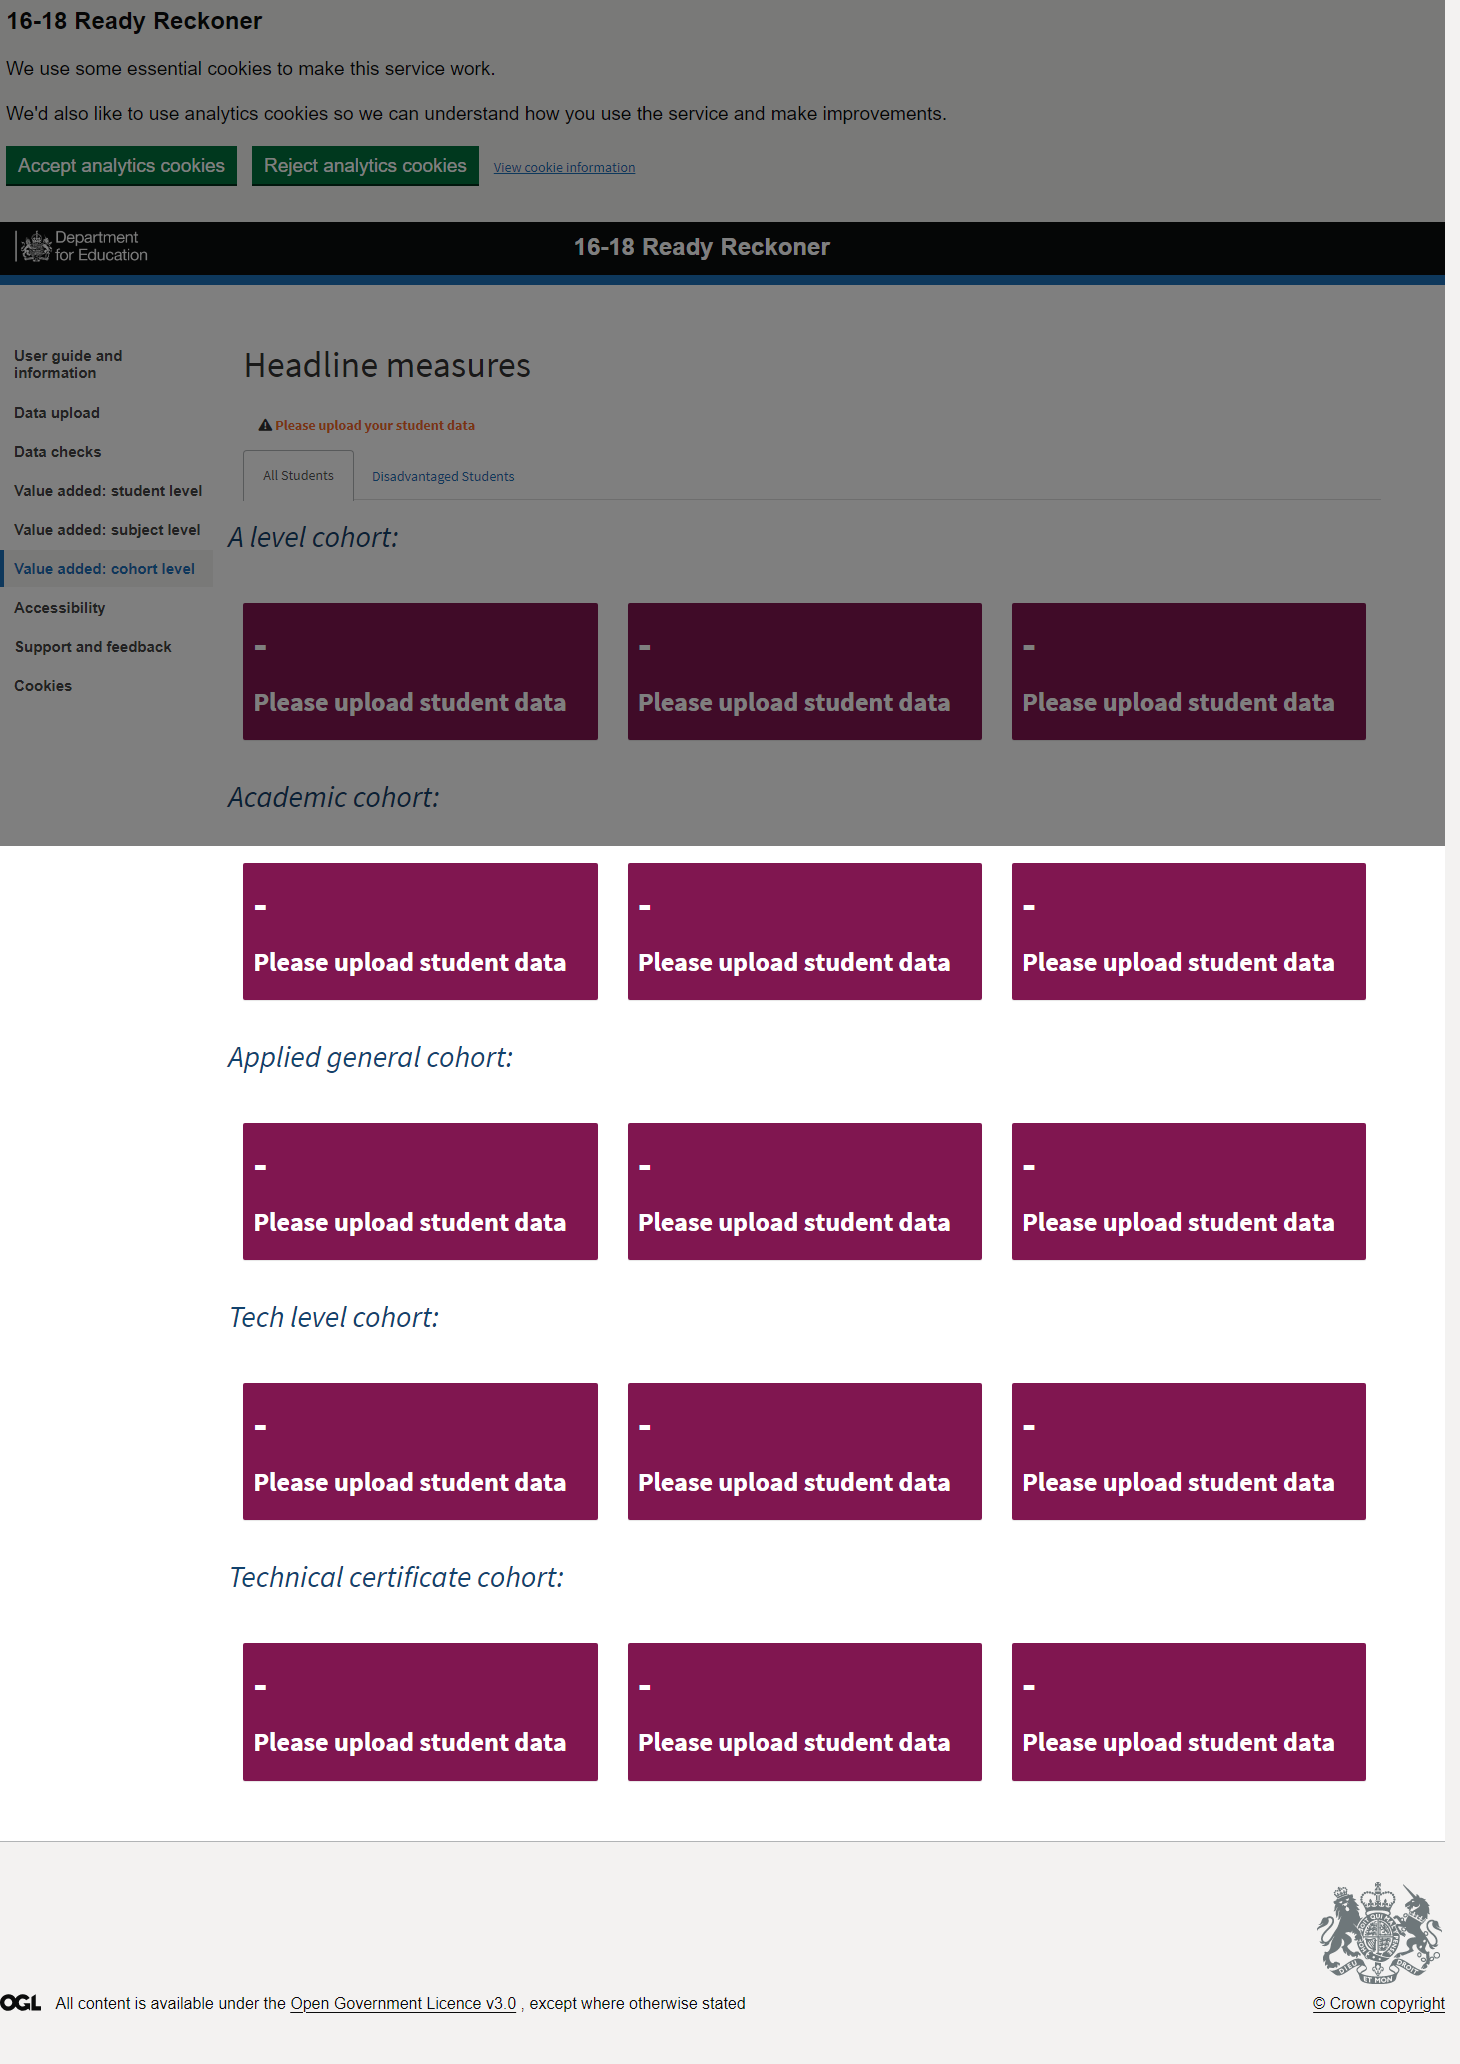 16-18 Ready Reckoner
We use some essential cookies to make this service work.
We'd also like to use analytics cookies so we can understand how you use the service and make improvements.
Accept analytics cookies Reject analytics cookies View cookie information
Department
for Education
16-18 Ready Reckoner
User guide and
information
Data upload
Data checks
Value added: student level
Value added: subject level
Value added: cohort level
Accessibility
Support and feedback
Cookies
Headline measures
Please upload your student data
All Students Disadvantaged Students
A level cohort:
- - -
Please upload student data Please upload student data Please upload student data
Academic cohort:
- - -
Please upload student data Please upload student data Please upload student data
Applied general cohort:
- - -
Please upload student data Please upload student data Please upload student data
Tech level cohort:
- - -
Please upload student data Please upload student data Please upload student data
Technical certificate cohort:
- - -
Please upload student data Please upload student data Please upload student data
OGL All content is available under the Open Government Licence v3.0 , except where otherwise stated
© Crown copyright